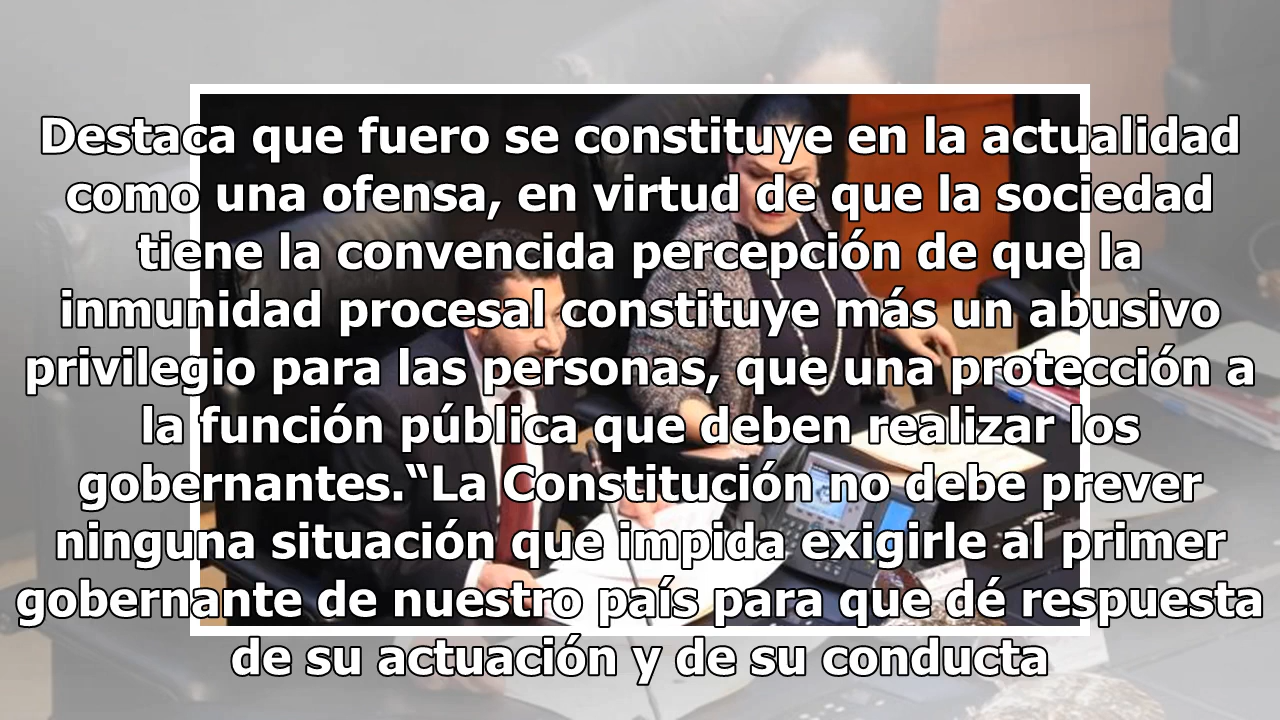 Destaca que fuero se constituye en la actualidad
como una ofensa, en virtud de que la sociedad
tiene la convencida percepción de que la
inmunidad procesal constituye más un abusivo
privilegio para las personas, que una protección a
la función pública que deben realizar los
gobernantes.“La Constitución no debe prever
ninguna situación que impida exigirle al primer
gobernante de nuestro país para que dé respuesta
de su actuación y de su conducta